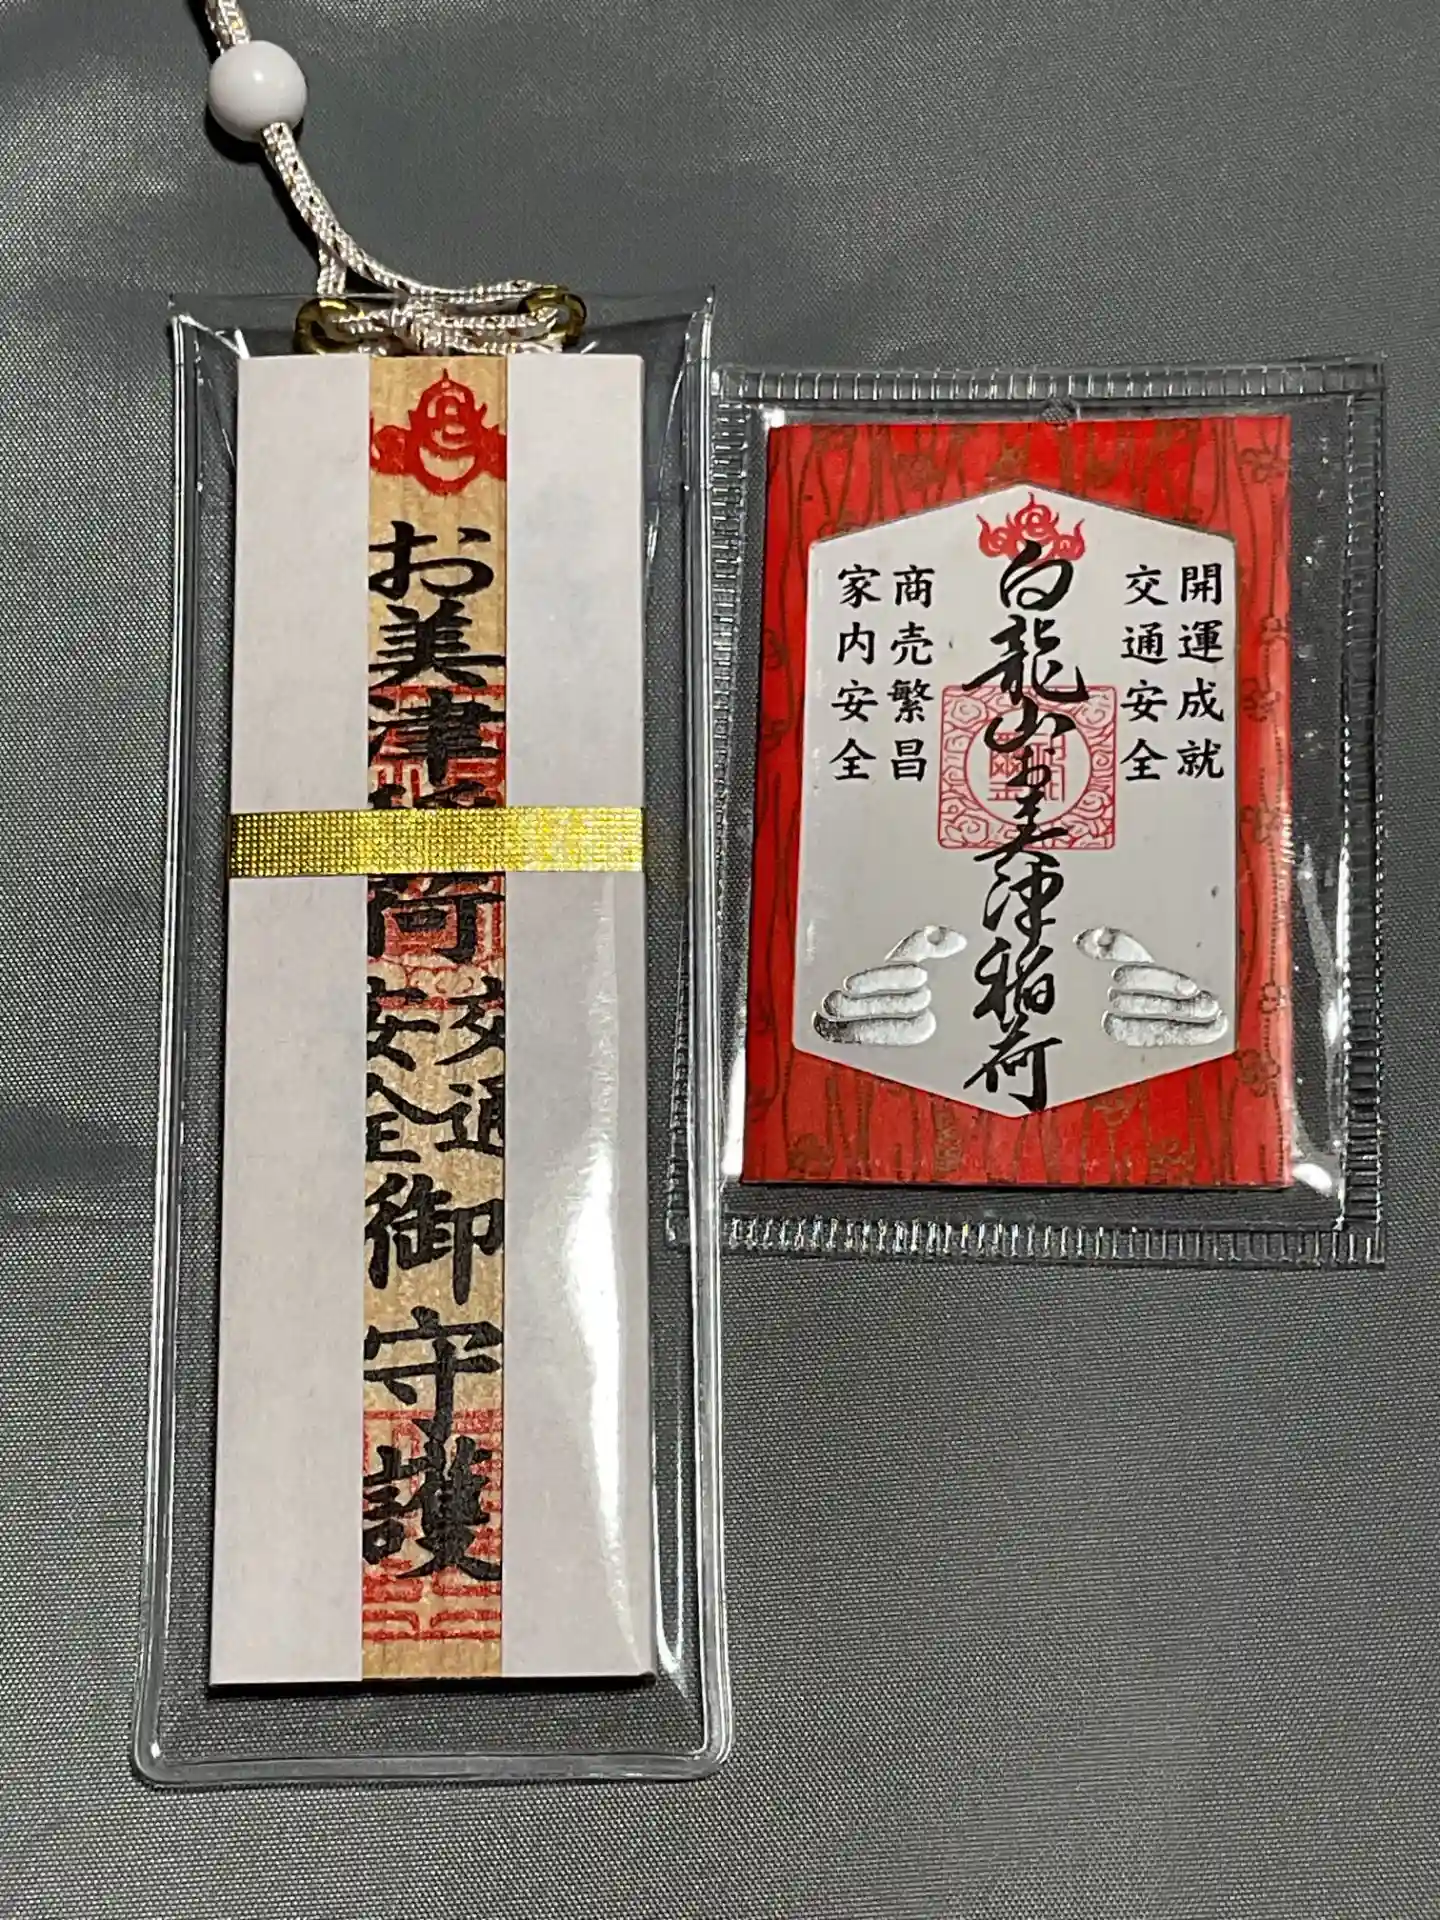 お美津稲荷
交通
安全
御守護
開運成就
交通安全
白龍山お美津稲荷
商売繁昌
家内安全